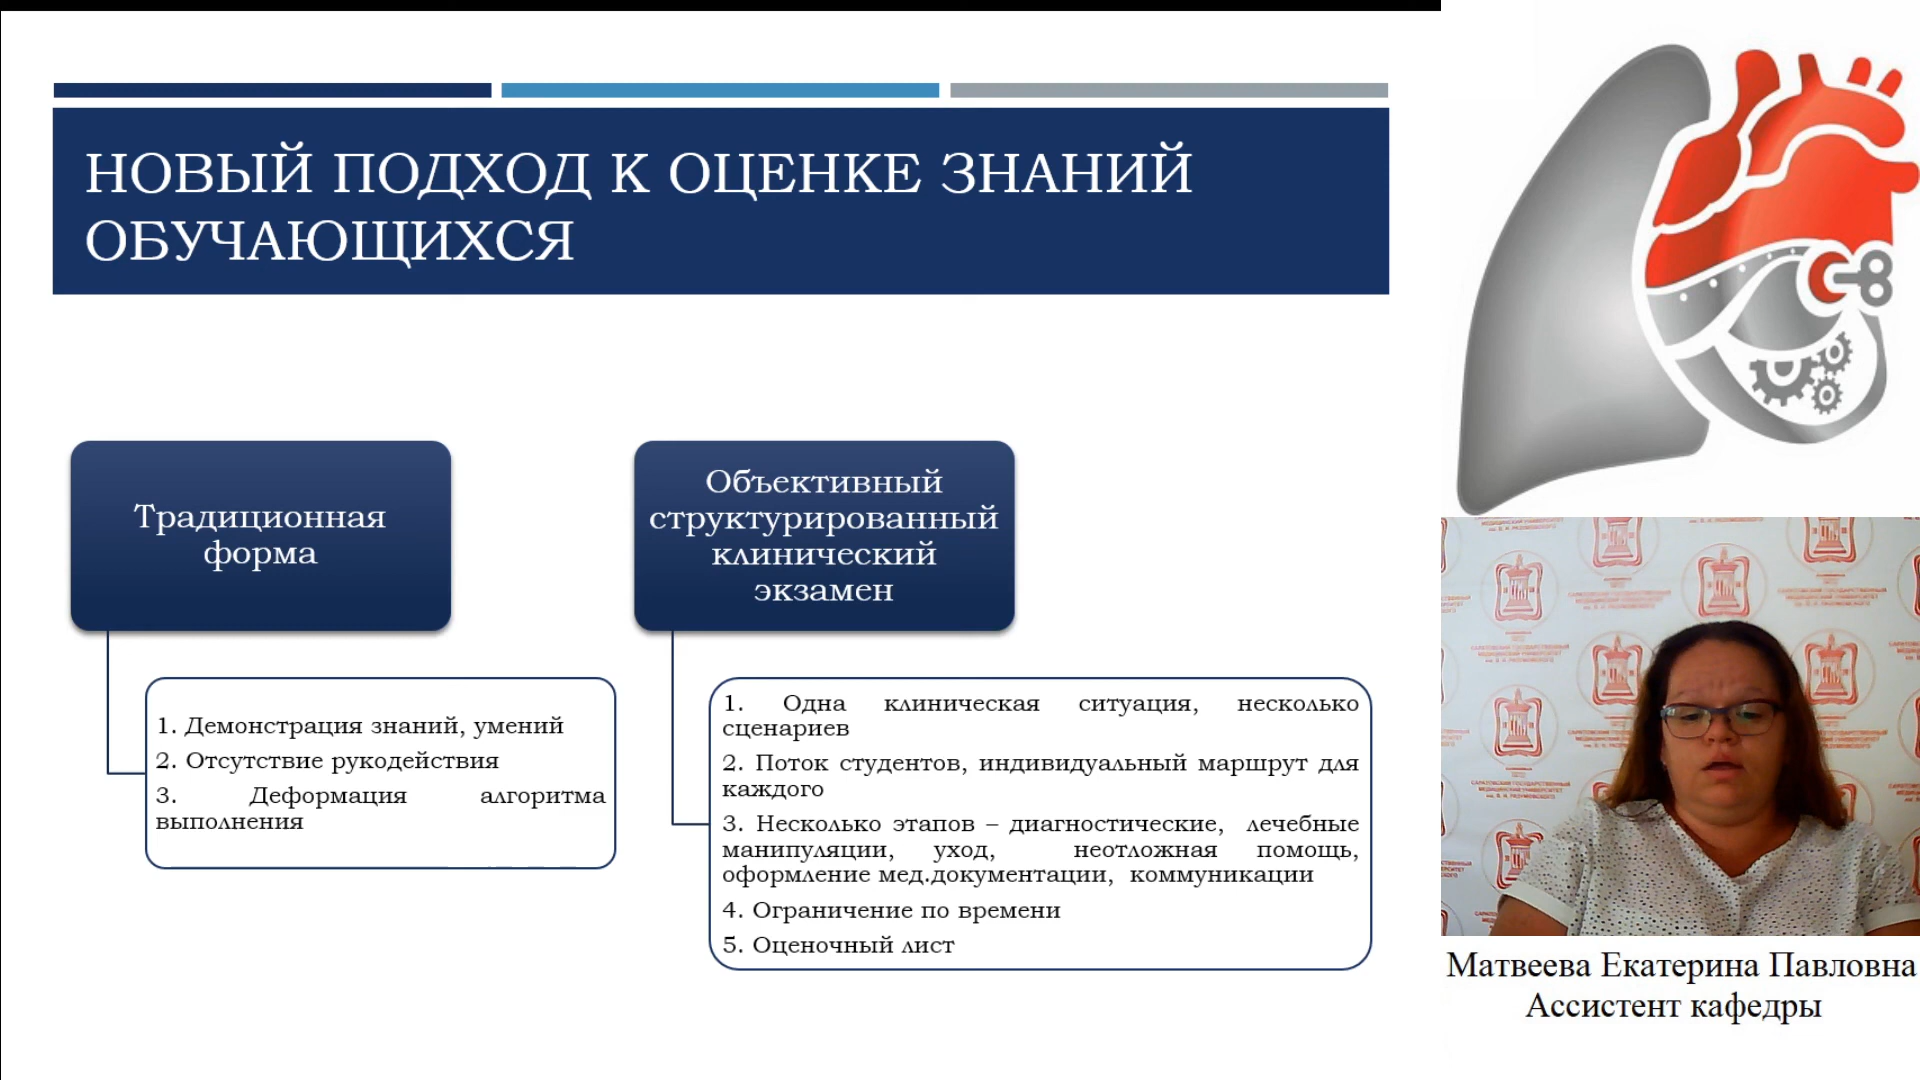 НОВЫЙ ПОДХОД К ОЦЕНКЕ ЗНАНИЙ
ОБУЧАЮЩИХСЯ
Традиционная
форма
1. Демонстрация знаний, умений
2. Отсутствие рукодействия
3. Деформация алгоритма
выполнения
Объективный
структурированный
клинический
экзамен
1. Одна клиническая ситуация, несколько
сценариев
2. Поток студентов, индивидуальный маршрут для
каждого
3. Несколько этапов – диагностические, лечебные
манипуляции, уход, неотложная помощь,
оформление мед.документации, коммуникации
4. Ограничение по времени
5. Оценочный лист
Матвеева Екатерина Павловна
Ассистент кафедры